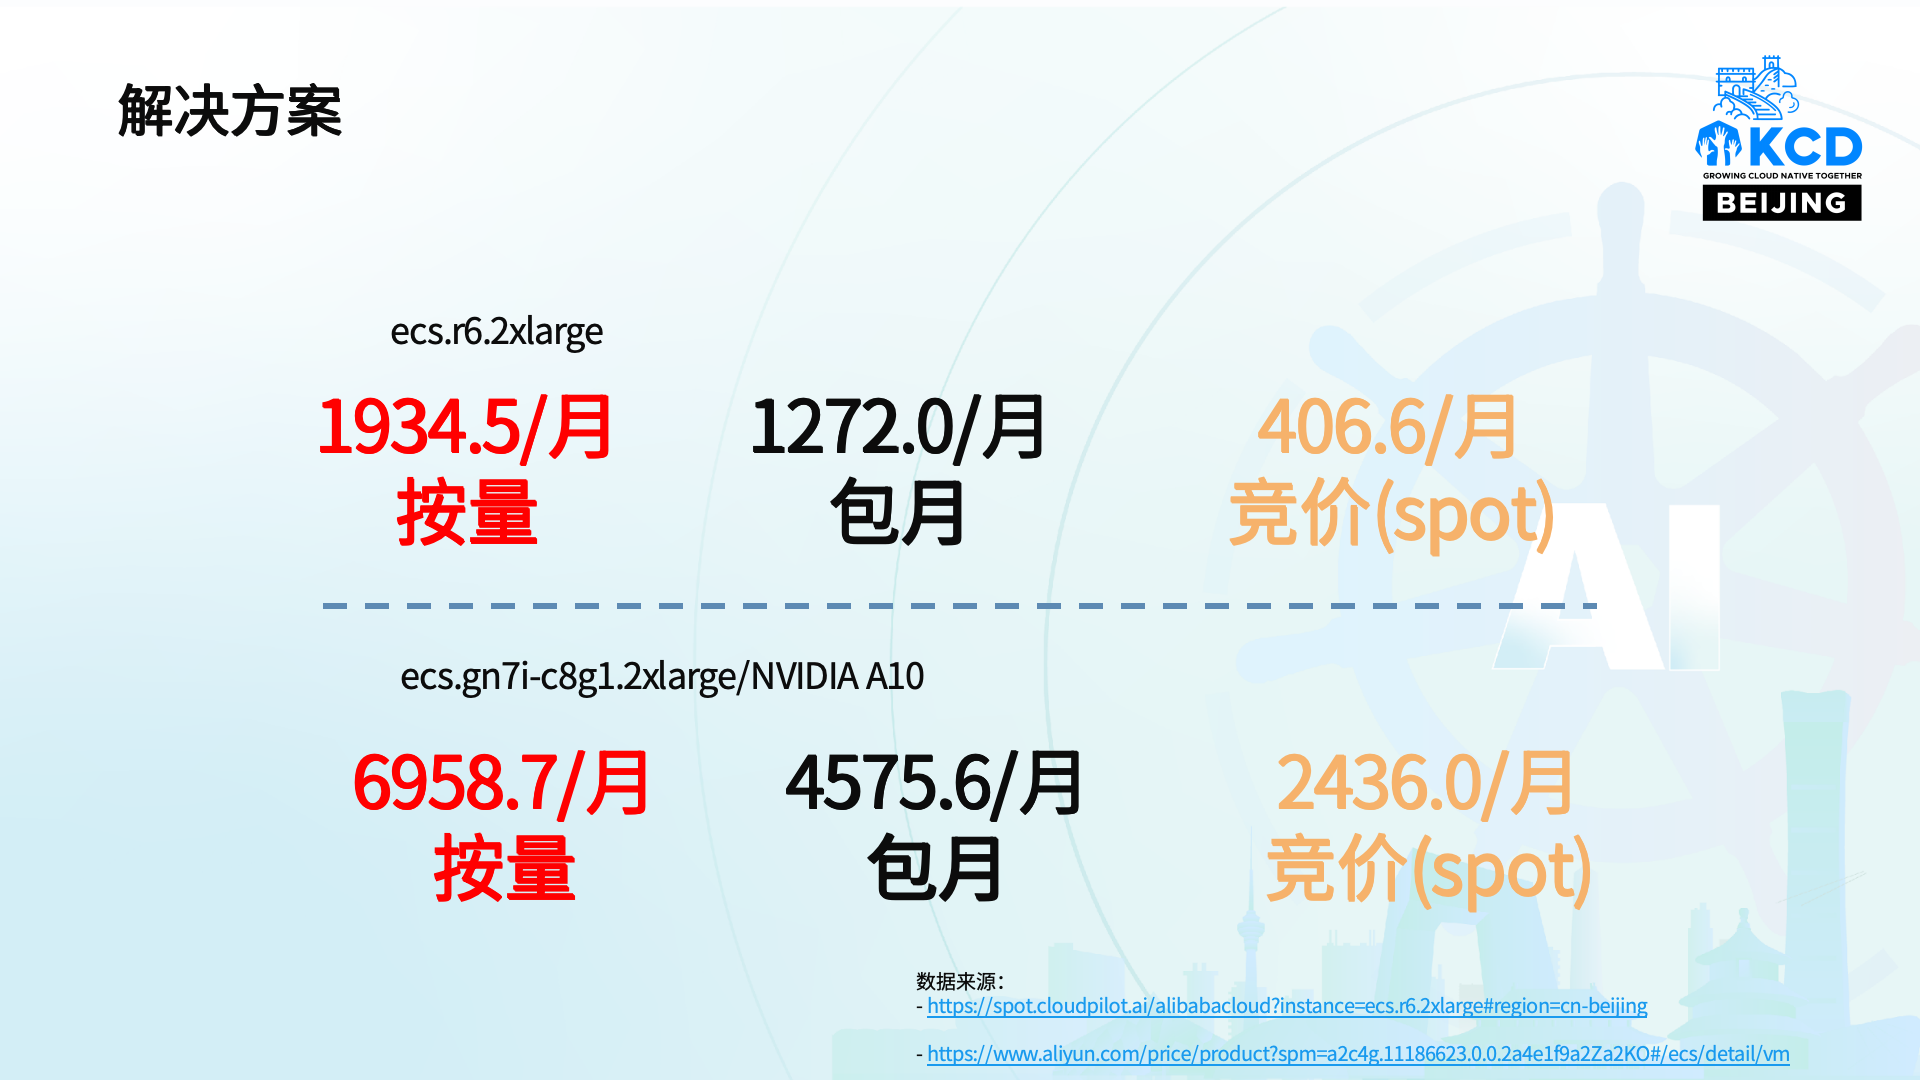 解决方案
KCD
GROWING CLOUD NATIVE TOGETHER
BEIJING
ecs.r6.2xlarge
1934.5/月
按量
1272.0/月
包月
406.6/月
竞价(spot)
AI
ecs.gn7i-c8g1.2xlarge/NVIDIA A10
6958.7/月
按量
4575.6/月
包月
2436.0/月
竞价(spot)
数据来源：
- https://spot.cloudpilot.ai/alibabacloud?instance=ecs.r6.2xlarge#region=cn-beijing
- https://www.aliyun.com/price/product?spm=a2c4g.11186623.0.0.2a4e1f9a2Za2KO#/ecs/detail/vm